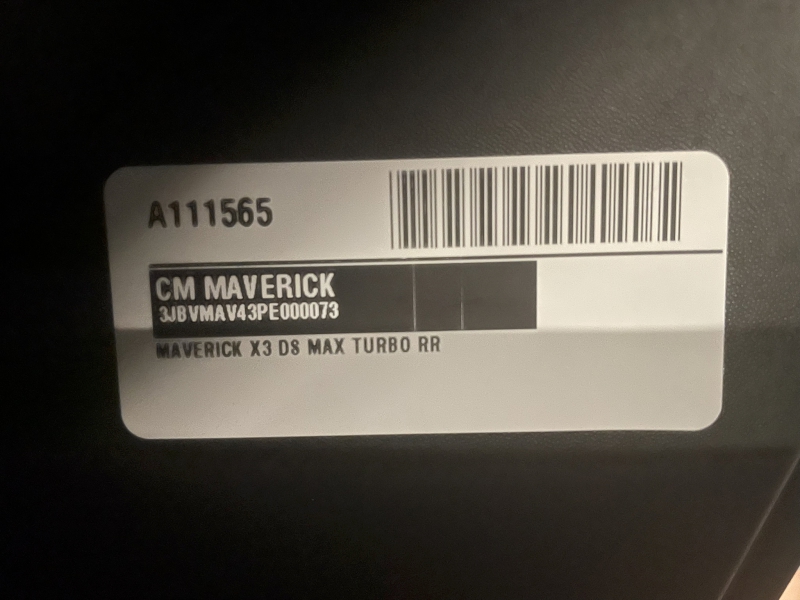 A111565
CM MAVERICK
3JBVMAV43PE000073
MAVERICK X3 DS MAX TURBO RR